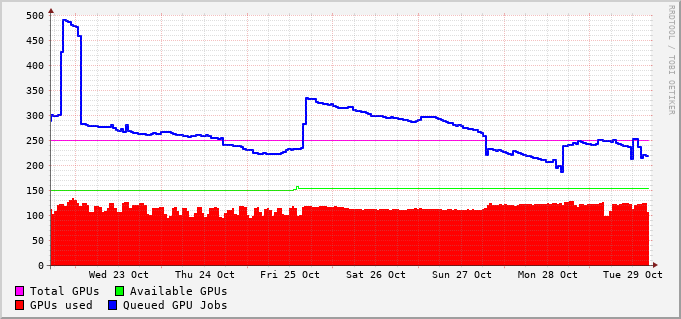 500
450
400
350
300
250
200
150
100
50
0
Wed 23 Oct Thu 24 Oct Fri 25 Oct Sat 26 Oct Sun 27 Oct Mon 28 Oct Tue 29 Oct
Total GPUs Available GPUs
GPUs used Queued GPU Jobs
RRDTOOL / TOBI OETIKER